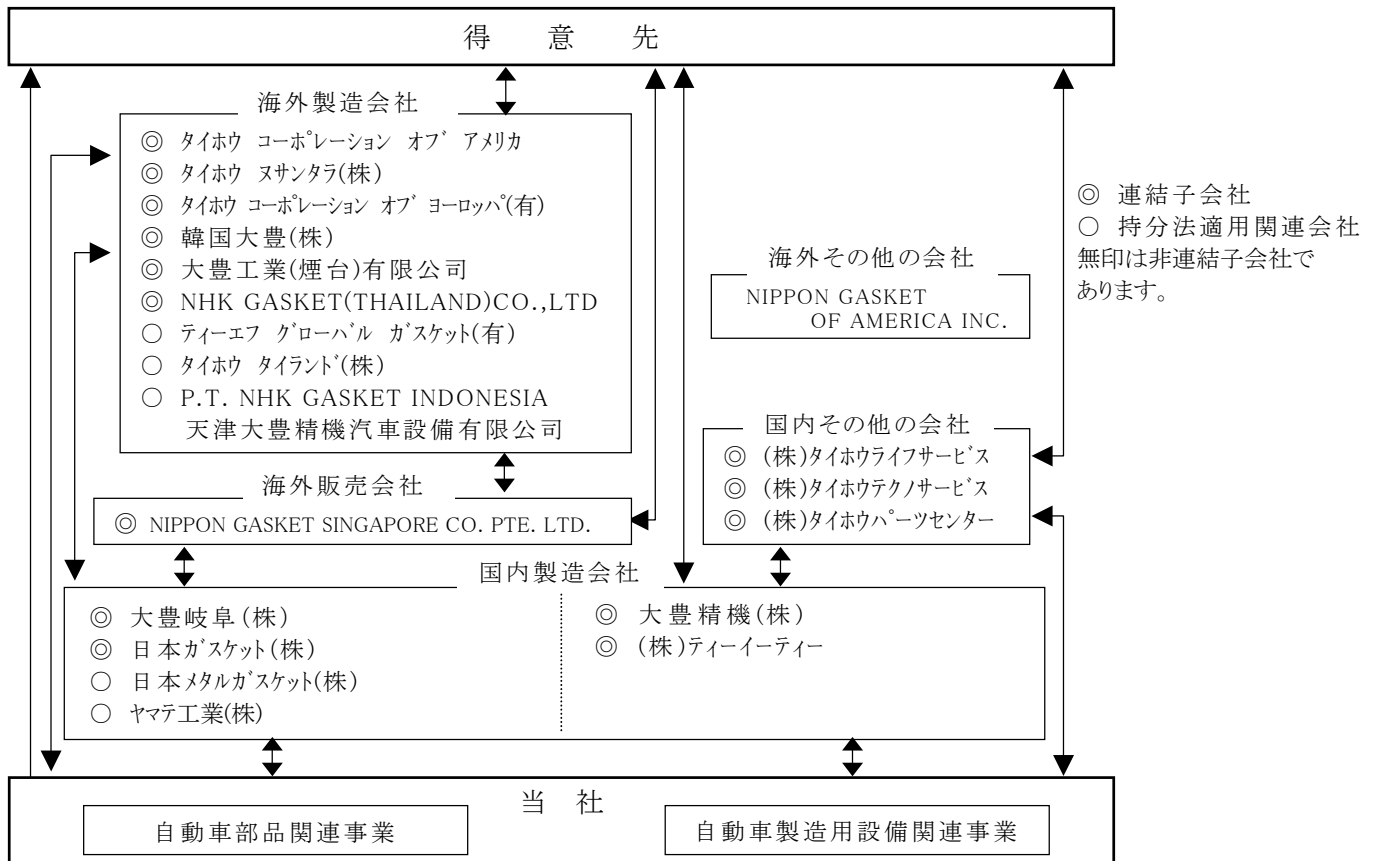 得 意 先
海外製造会社
◎ タイホウ コーポレーション オブ アメリカ
◎ タイホウ ヌサンタラ(株)
◎ タイホウ コーポレーション オブ ヨーロッパ(有)
◎ 韓国大豊(株)
◎ 大豊工業(煙台)有限公司
◎ NHK GASKET(THAILAND)CO.,LTD
○ ティーエフ グローバル ガスケット(有)
○ タイホウ タイランド(株)
○ P.T. NHK GASKET INDONESIA
天津大豊精機汽車設備有限公司
海外販売会社
◎ NIPPON GASKET SINGAPORE CO. PTE. LTD.
海外その他の会社
NIPPON GASKET
OF AMERICA INC.
国内その他の会社
◎ (株)タイホウライフサービス
◎ (株)タイホウテクノサービス
◎ (株)タイホウパーツセンター
◎ 連結子会社
○ 持分法適用関連会社
無印は非連結子会社で
あります。
国内製造会社
◎ 大豊岐阜(株)
◎ 日本ガスケット(株)
○ 日本メタルガスケット(株)
○ ヤマテ工業(株)
◎ 大豊精機(株)
◎ (株)ティーイーティー
当 社
自動車部品関連事業
自動車製造用設備関連事業